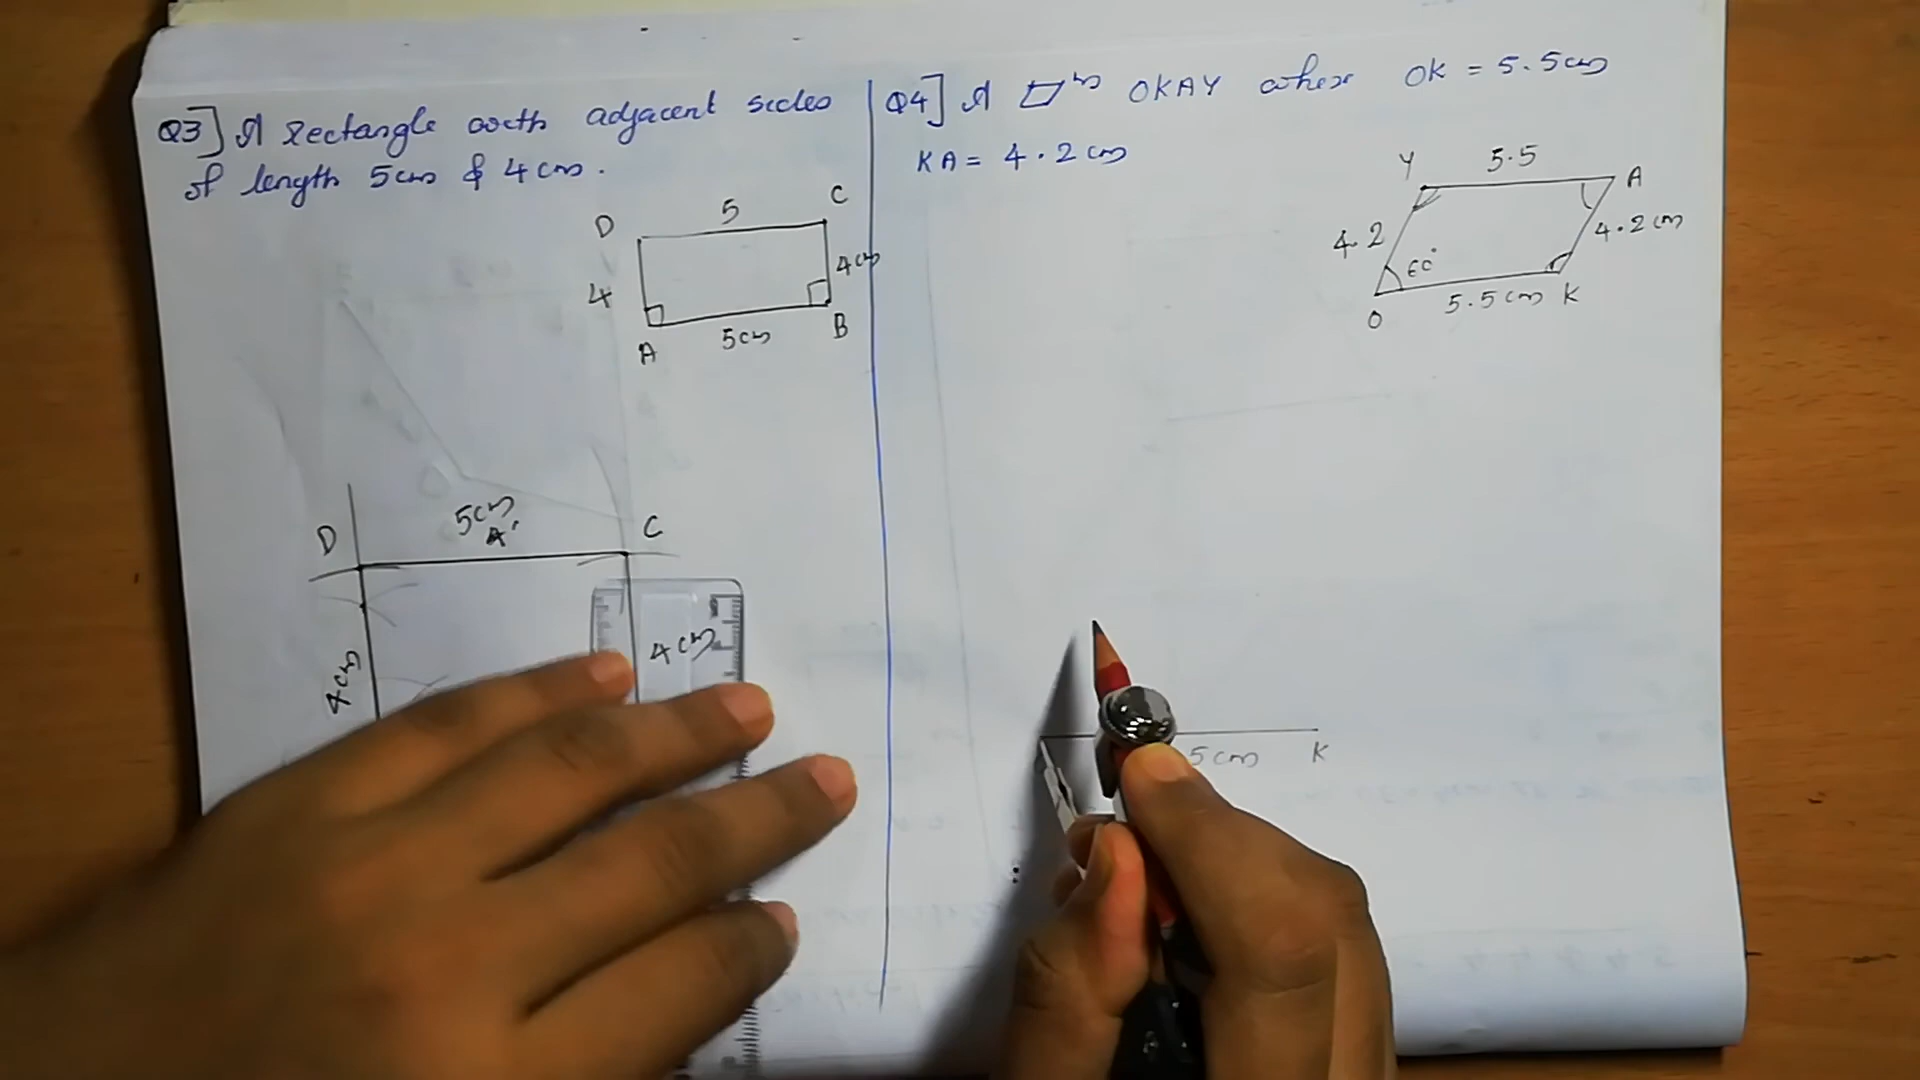 Q3] A Rectangle with adjacent sides
of length 5cm & 4cm.
D 5 C
4 4cm
A 5cm B
D 5cm C
4cm 4cm
Q4] A ▱m OKAY where OK = 5.5cm
KA = 4.2cm
Y 5.5 A
4.2 4.2cm
60°
O 5.5cm K
5cm K